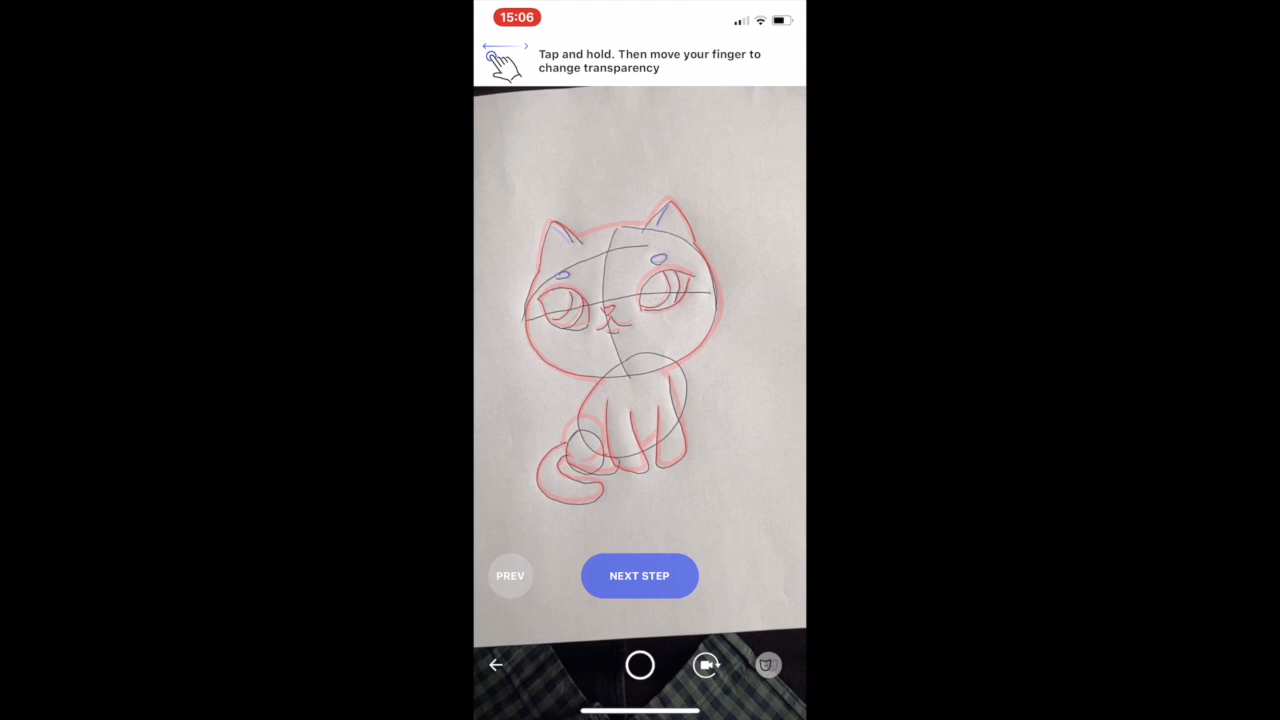 15:06
Tap and hold. Then move your finger to
change transparency
PREV
NEXT STEP